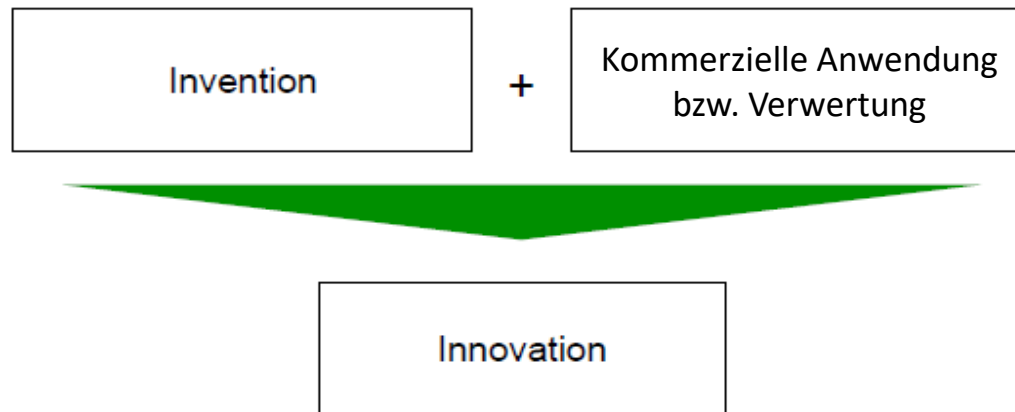 Invention
+
Kommerzielle Anwendung
bzw. Verwertung
Innovation